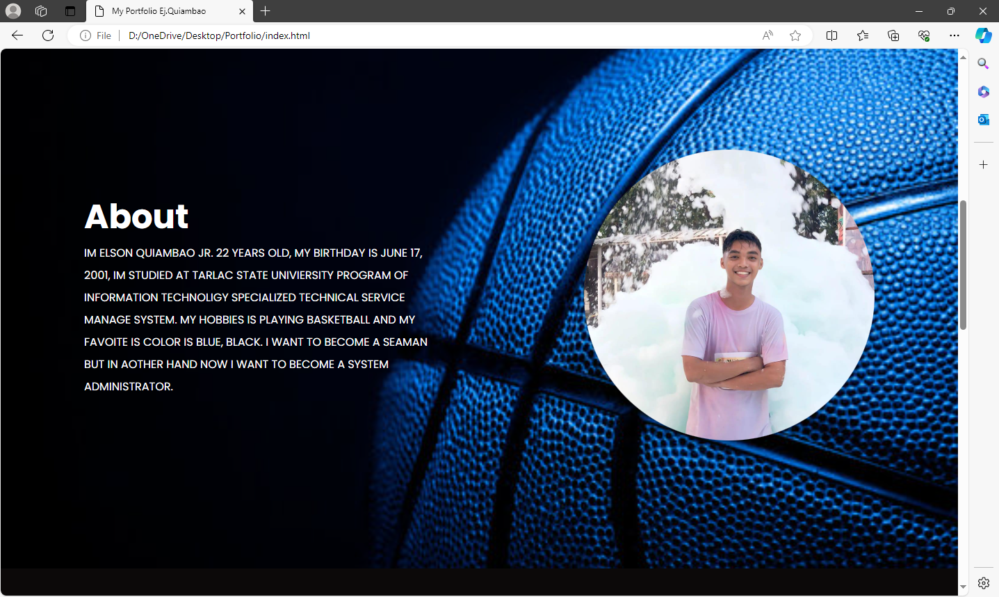 My Portfolio Ej.Quiambao
File
D:/OneDrive/Desktop/Portfolio/index.html
About
IM ELSON QUIAMBAO JR. 22 YEARS OLD, MY BIRTHDAY IS JUNE 17,
2001, IM STUDIED AT TARLAC STATE UNIVIERSITY PROGRAM OF
INFORMATION TECHNOLIGY SPECIALIZED TECHNICAL SERVICE
MANAGE SYSTEM. MY HOBBIES IS PLAYING BASKETBALL AND MY
FAVOITE IS COLOR IS BLUE, BLACK. I WANT TO BECOME A SEAMAN
BUT IN AOTHER HAND NOW I WANT TO BECOME A SYSTEM
ADMINISTRATOR.